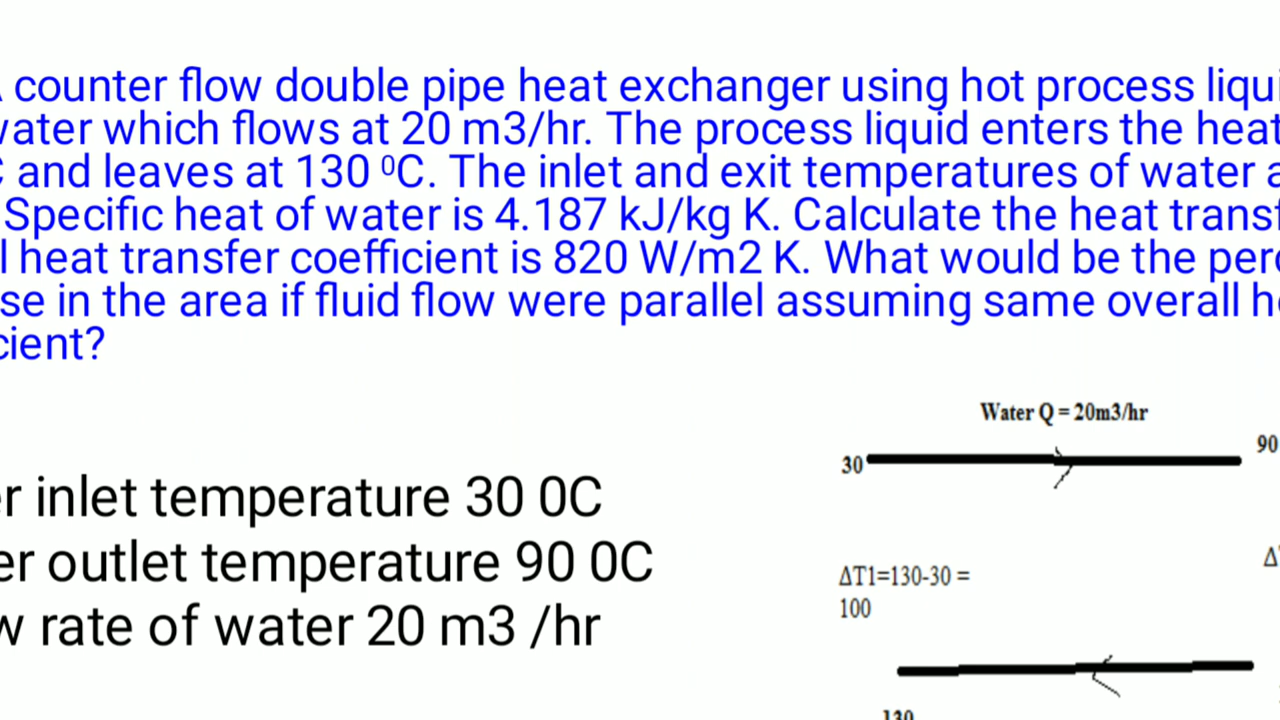 counter flow double pipe heat exchanger using hot process liqui
water which flows at 20 m3/hr. The process liquid enters the heat
C and leaves at 130 ⁰C. The inlet and exit temperatures of water a
Specific heat of water is 4.187 kJ/kg K. Calculate the heat transf
l heat transfer coefficient is 820 W/m2 K. What would be the perc
se in the area if fluid flow were parallel assuming same overall he
cient?
Water Q = 20m3/hr
90
30
er inlet temperature 30 0C
er outlet temperature 90 0C
w rate of water 20 m3 /hr
ΔT1=130-30 =
100
Δ
130